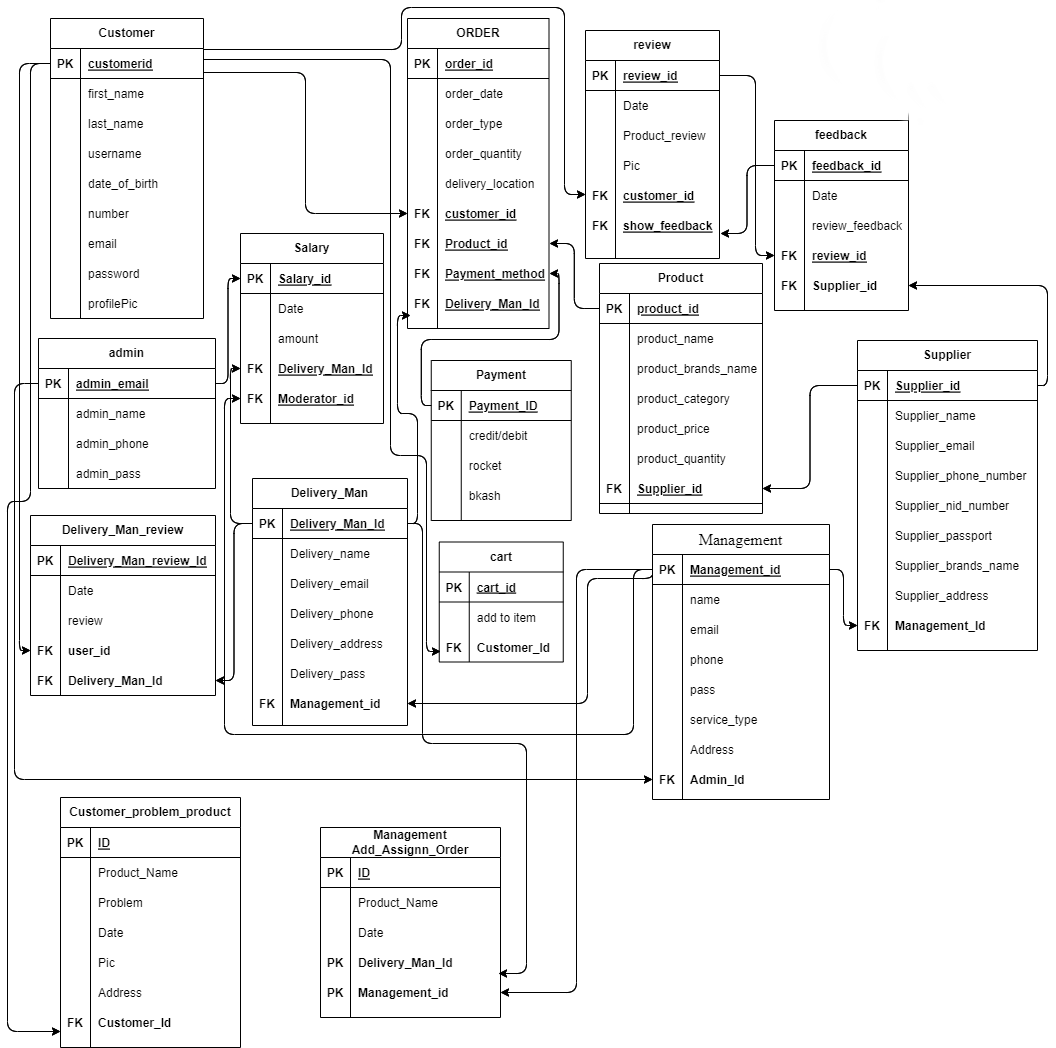 Customer
PK customerid
first_name
last_name
username
date_of_birth
number
email
password
profilePic
ORDER
PK order_id
order_date
order_type
order_quantity
delivery_location
FK customer_id
FK Product_id
FK Payment_method
FK Delivery_Man_Id
review
PK review_id
Date
Product_review
Pic
FK customer_id
FK show_feedback
feedback
PK feedback_id
Date
review_feedback
FK review_id
FK Supplier_id
Salary
PK Salary_id
Date
amount
FK Delivery_Man_Id
FK Moderator_id
Product
PK product_id
product_name
product_brands_name
product_category
product_price
product_quantity
FK Supplier_id
admin
PK admin_email
admin_name
admin_phone
admin_pass
Payment
PK Payment_ID
credit/debit
rocket
bkash
Supplier
PK Supplier_id
Supplier_name
Supplier_email
Supplier_phone_number
Supplier_nid_number
Supplier_passport
Supplier_brands_name
Supplier_address
FK Management_Id
Delivery_Man_review
PK Delivery_Man_review_Id
Date
review
FK user_id
FK Delivery_Man_Id
Delivery_Man
PK Delivery_Man_Id
Delivery_name
Delivery_email
Delivery_phone
Delivery_address
Delivery_pass
FK Management_id
cart
PK cart_id
add to item
FK Customer_Id
Management
PK Management_id
name
email
phone
pass
service_type
Address
FK Admin_Id
Customer_problem_product
PK ID
Product_Name
Problem
Date
Pic
Address
FK Customer_Id
Management
Add_Assignn_Order
PK ID
Product_Name
Date
PK Delivery_Man_Id
PK Management_id